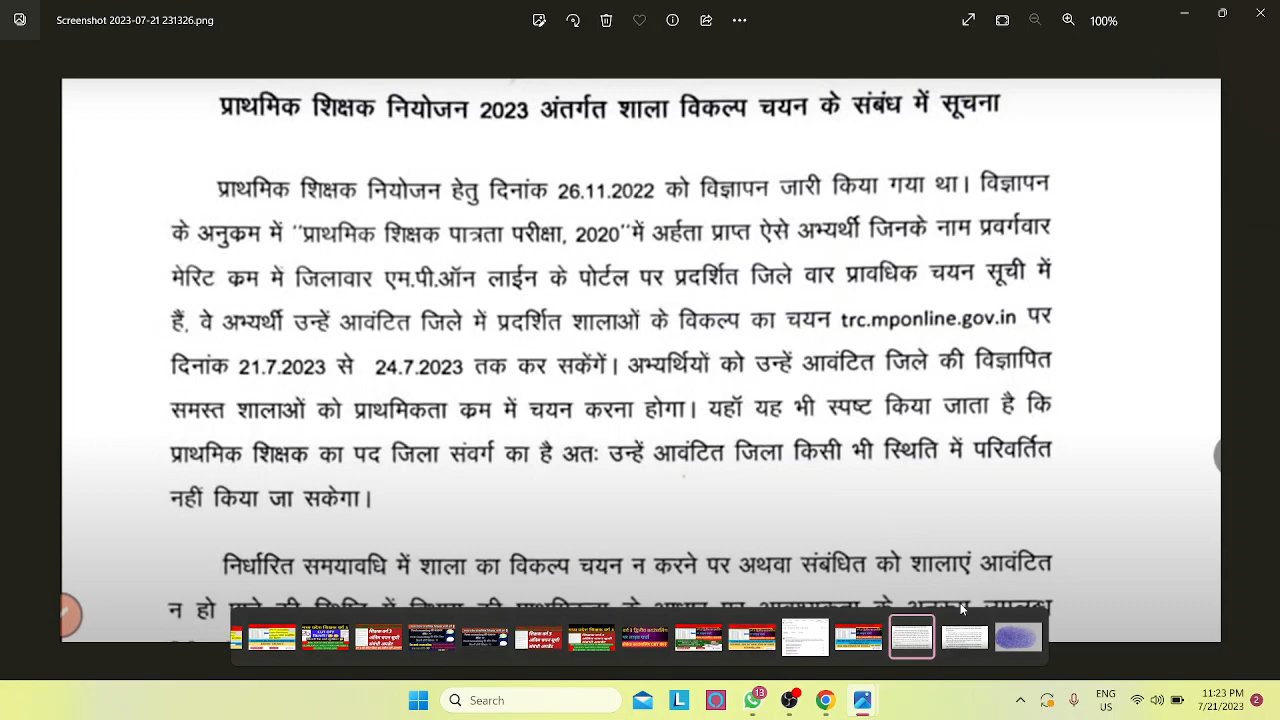 Screenshot 2023-07-21 231326.png
100%
प्राथमिक शिक्षक नियोजन 2023 अंतर्गत शाला विकल्प चयन के संबंध में सूचना
प्राथमिक शिक्षक नियोजन हेतु दिनांक 26.11.2022 को विज्ञापन जारी किया गया था। विज्ञापन
के अनुक्रम में "प्राथमिक शिक्षक पात्रता परीक्षा, 2020"में अर्हता प्राप्त ऐसे अभ्यर्थी जिनके नाम प्रवर्गवार
मेरिट क्रम में जिलावार एम.पी.ऑन लाईन के पोर्टल पर प्रदर्शित जिले वार प्रावधिक चयन सूची में
हैं, वे अभ्यर्थी उन्हें आवंटित जिले में प्रदर्शित शालाओं के विकल्प का चयन trc.mponline.gov.in पर
दिनांक 21.7.2023 से 24.7.2023 तक कर सकेंगें। अभ्यर्थियों को उन्हें आवंटित जिले की विज्ञापित
समस्त शालाओं को प्राथमिकता क्रम में चयन करना होगा। यहॉ यह भी स्पष्ट किया जाता है कि
प्राथमिक शिक्षक का पद जिला संवर्ग का है अतः उन्हें आवंटित जिला किसी भी स्थिति में परिवर्तित
नहीं किया जा सकेगा।
निर्धारित समयावधि में शाला का विकल्प चयन न करने पर अथवा संबंधित को शालाएं आवंटित
न हो
Search
13
ENG
US
11:23 PM
7/21/2023
2